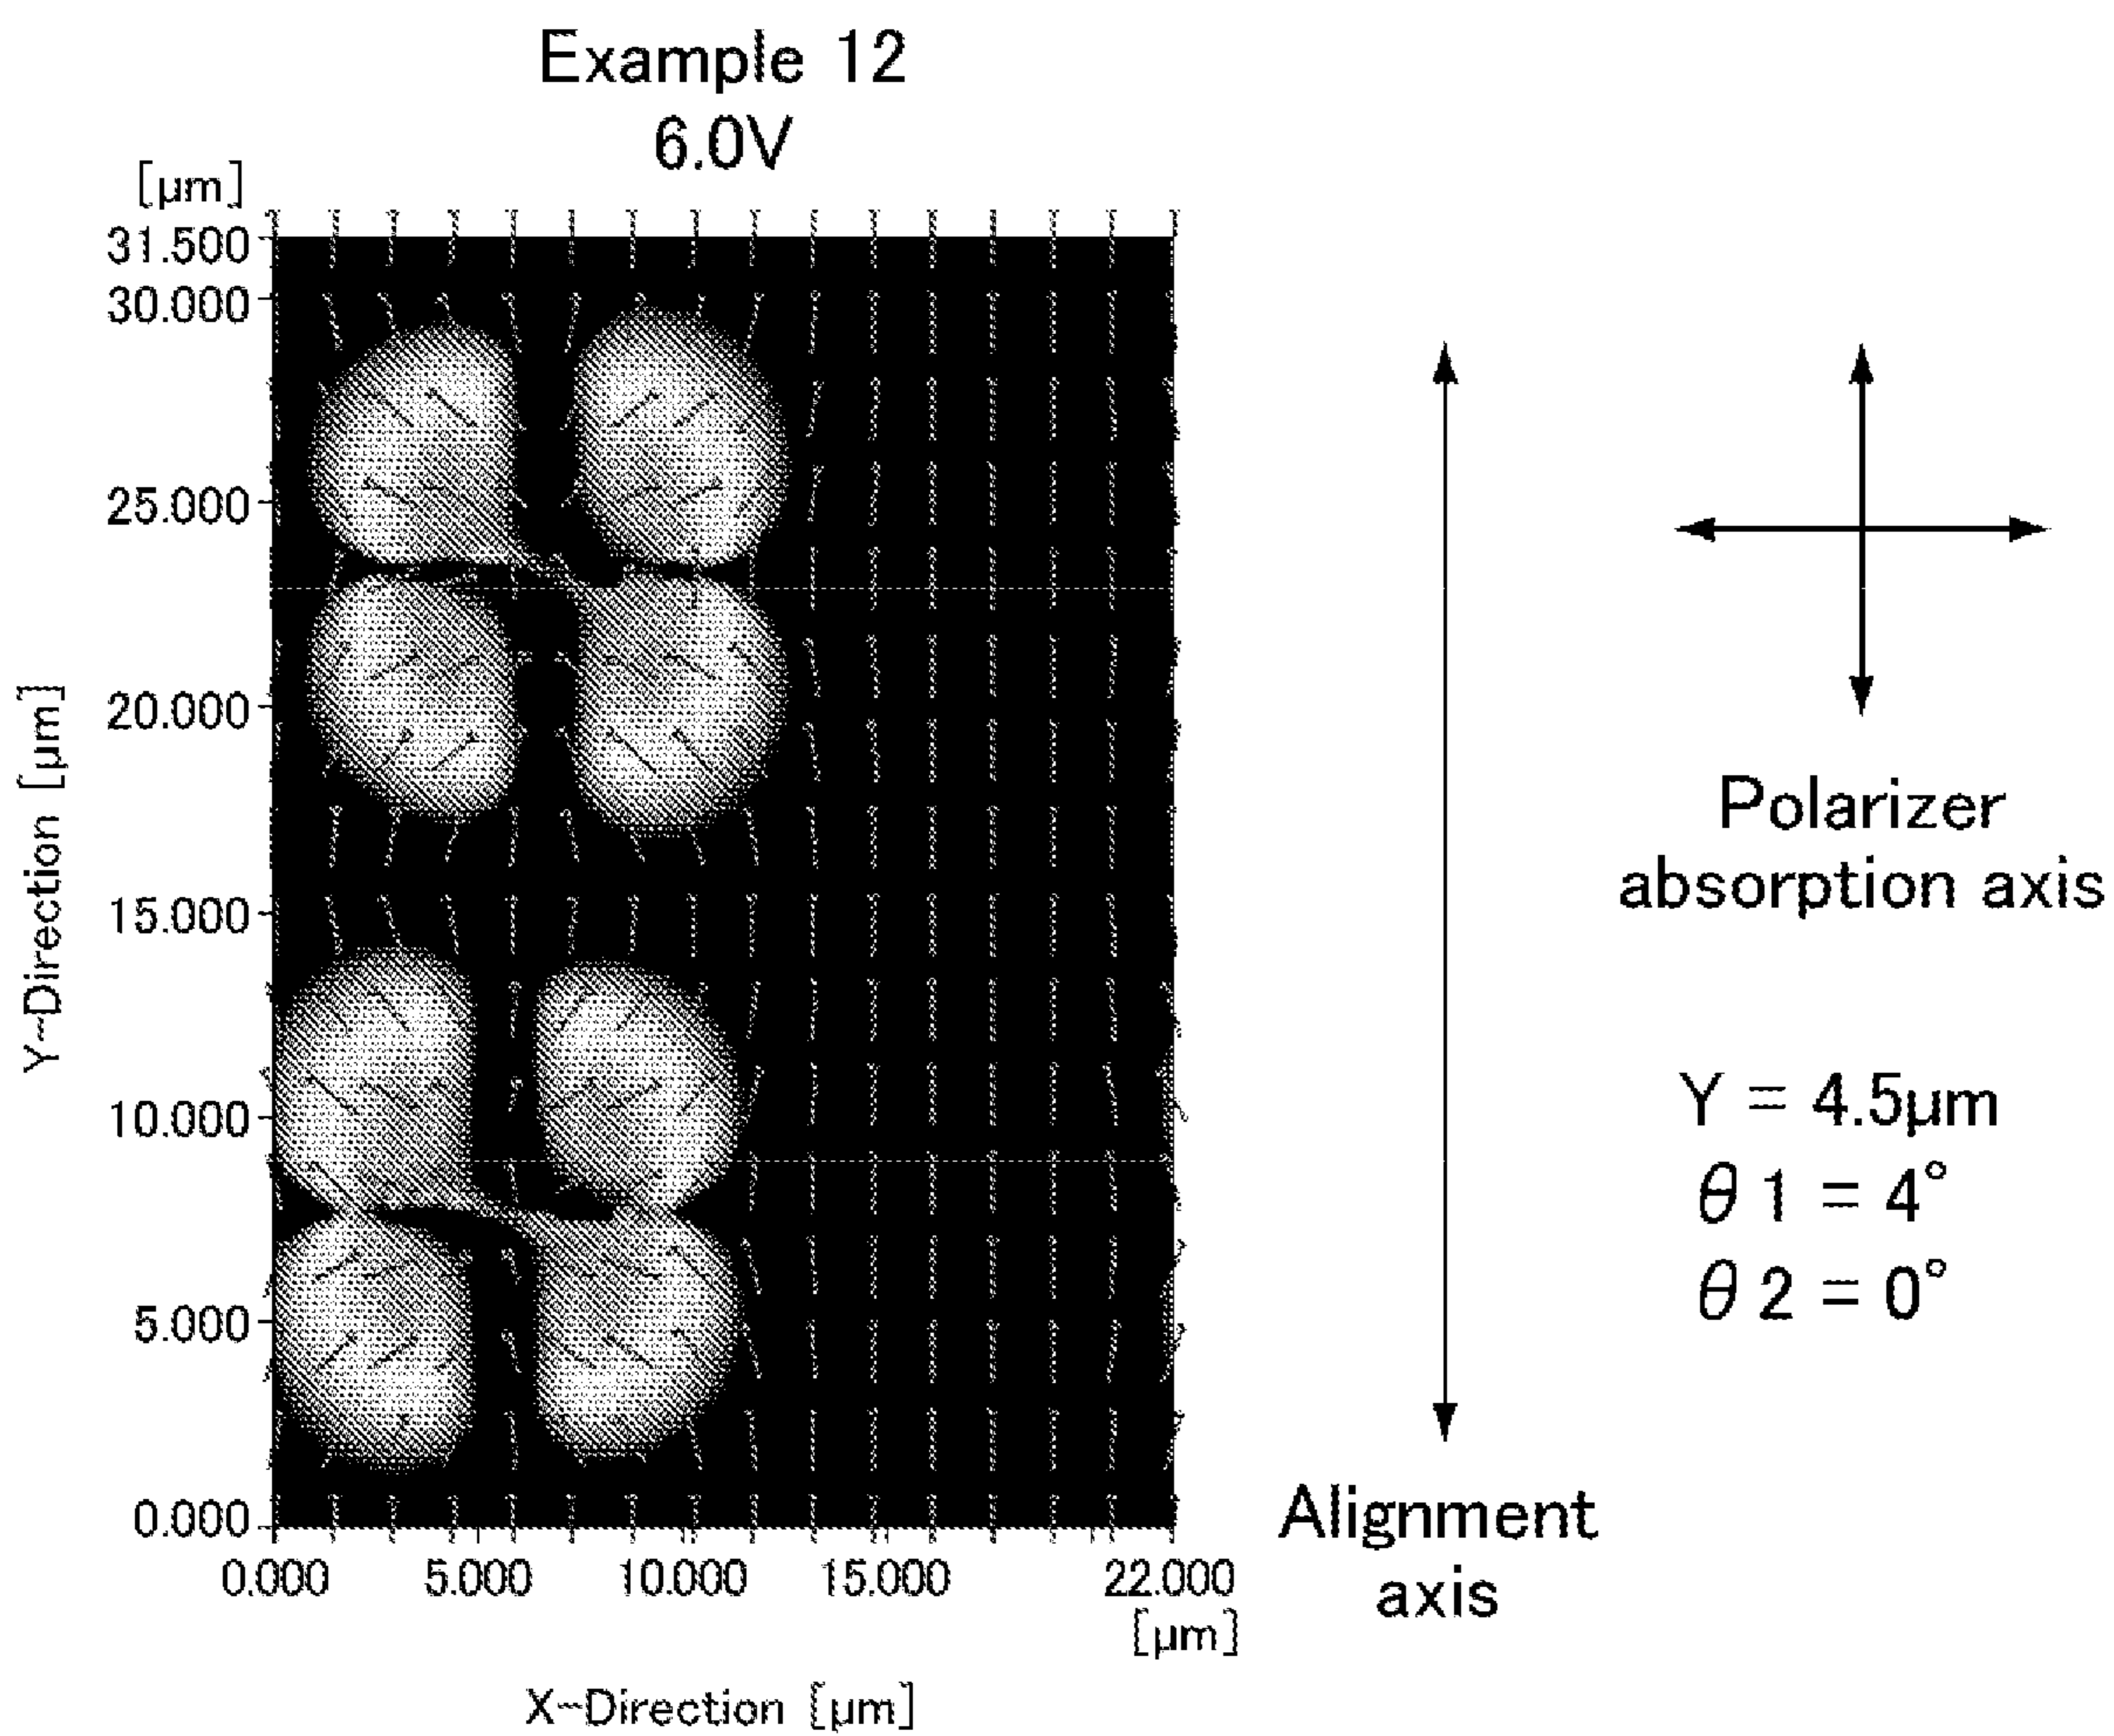 Example 12
6.0V
[μm]
31.500
30.000
25.000
20.000
15.000
10.000
5.000
0.000
Y-Direction [μm]
0.000 5.000 10.000 15.000 22.000
[μm]
X-Direction [μm]
Alignment
axis
Polarizer
absorption axis
Y = 4.5μm
θ1 = 4°
θ2 = 0°